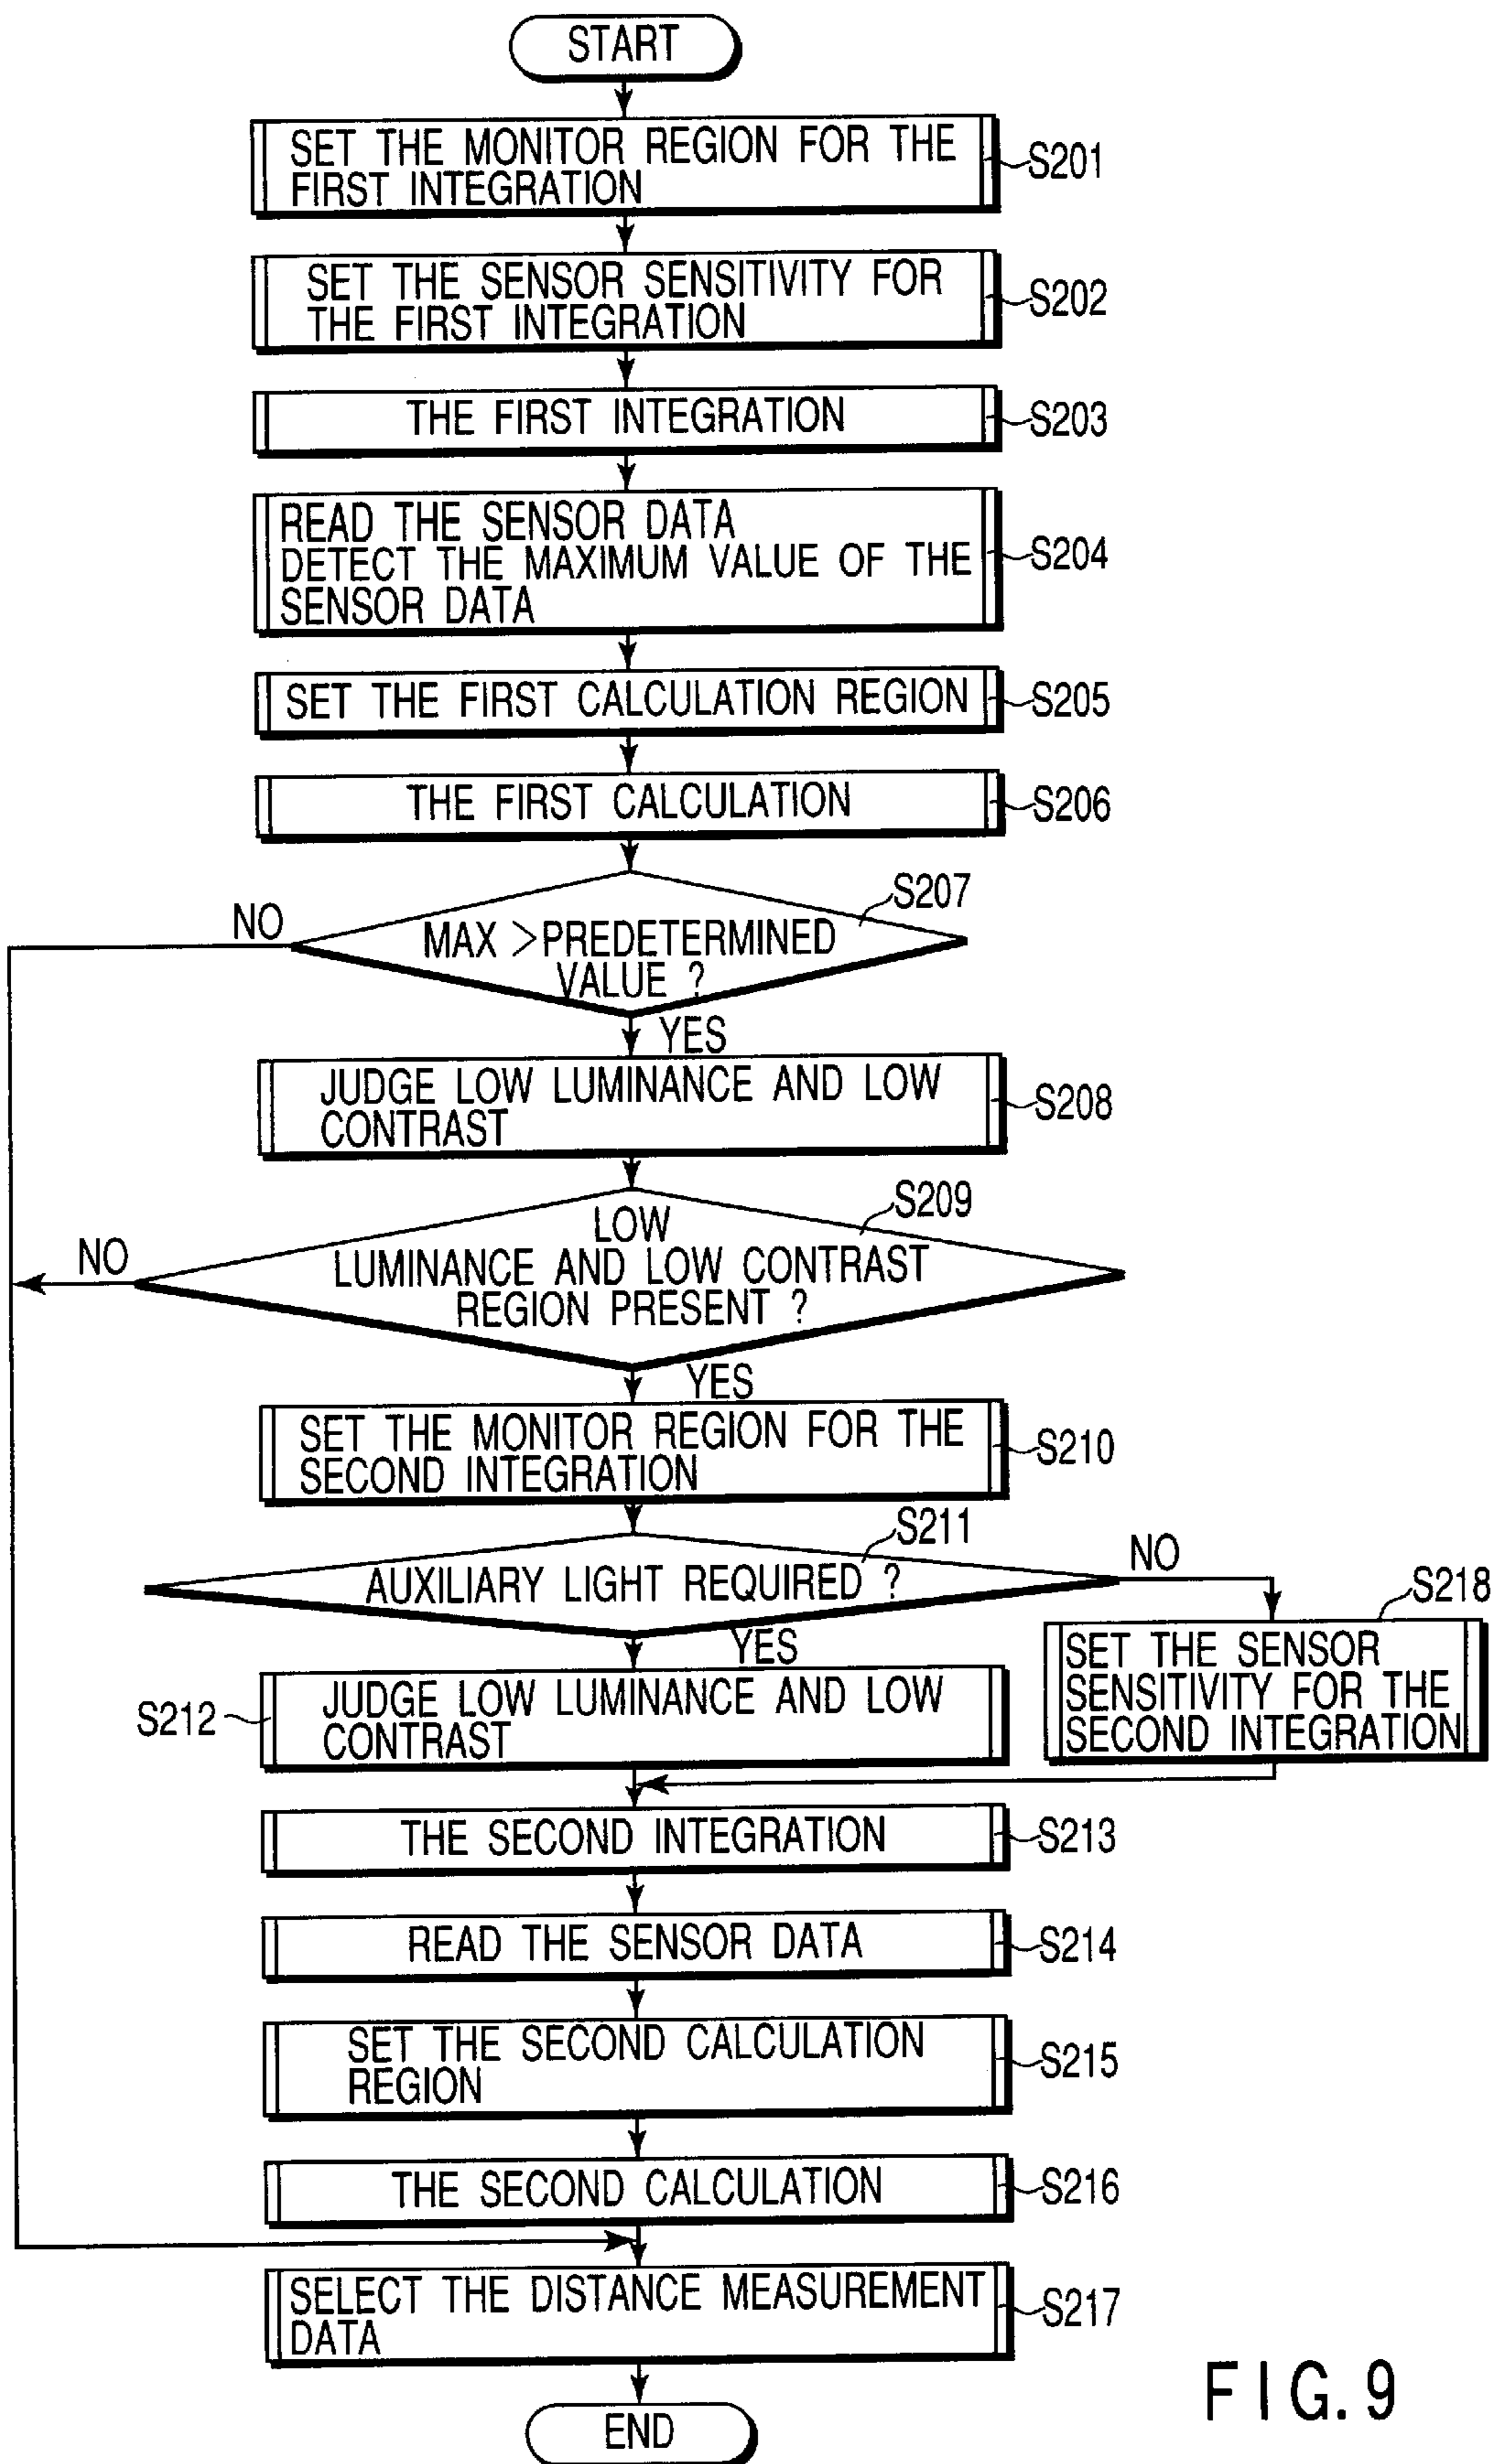 START
SET THE MONITOR REGION FOR THE
FIRST INTEGRATION
S201
SET THE SENSOR SENSITIVITY FOR
THE FIRST INTEGRATION
S202
THE FIRST INTEGRATION
S203
READ THE SENSOR DATA
DETECT THE MAXIMUM VALUE OF THE
SENSOR DATA
S204
SET THE FIRST CALCULATION REGION
S205
THE FIRST CALCULATION
S206
S207
NO
MAX >PREDETERMINED
VALUE ?
YES
JUDGE LOW LUMINANCE AND LOW
CONTRAST
S208
S209
NO
LOW
LUMINANCE AND LOW CONTRAST
REGION PRESENT ?
YES
SET THE MONITOR REGION FOR THE
SECOND INTEGRATION
S210
S211
NO
AUXILIARY LIGHT REQUIRED ?
YES
S218
SET THE SENSOR
SENSITIVITY FOR THE
SECOND INTEGRATION
S212
JUDGE LOW LUMINANCE AND LOW
CONTRAST
THE SECOND INTEGRATION
S213
READ THE SENSOR DATA
S214
SET THE SECOND CALCULATION
REGION
S215
THE SECOND CALCULATION
S216
SELECT THE DISTANCE MEASUREMENT
DATA
S217
END
FIG. 9